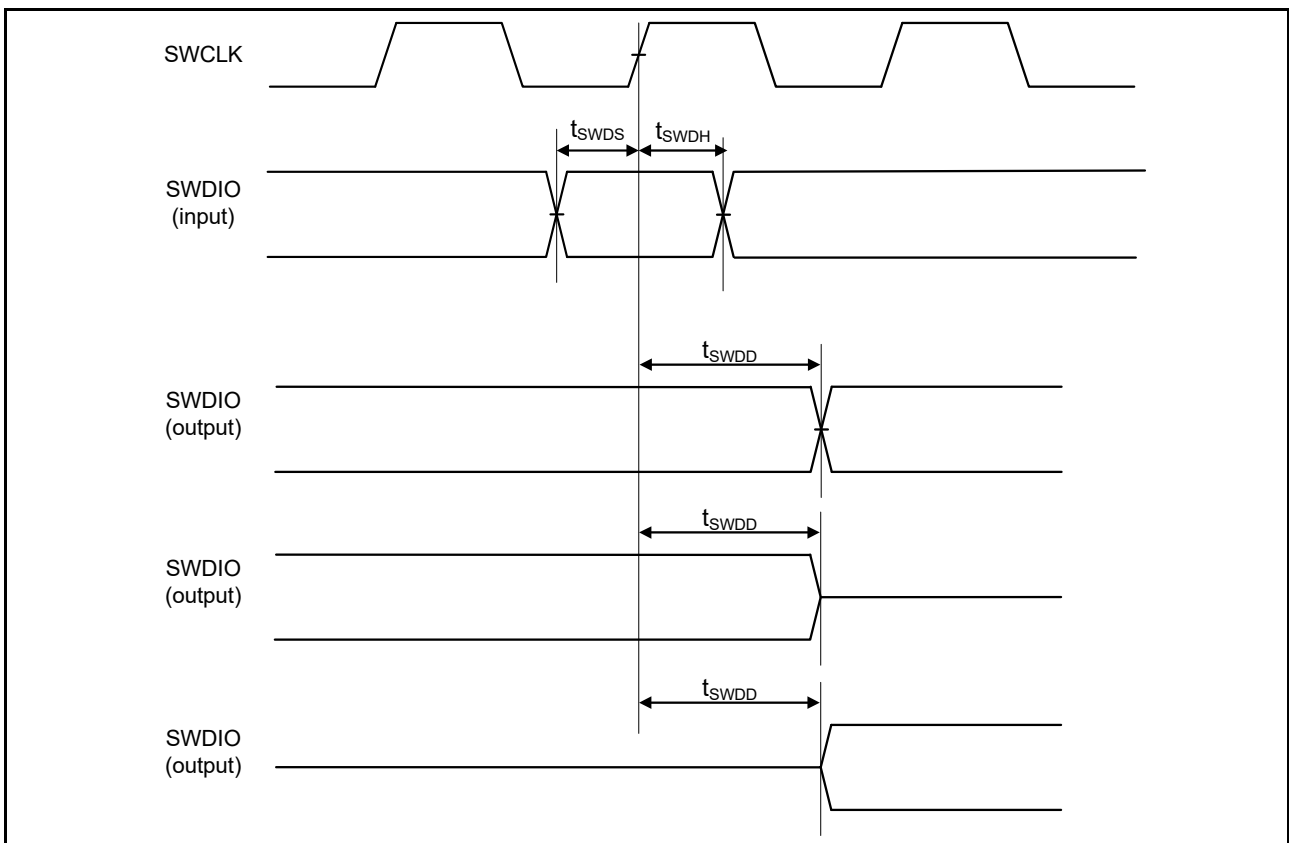 SWCLK
tSWDS
tSWDH
SWDIO
(input)
tSWDD
SWDIO
(output)
tSWDD
SWDIO
(output)
tSWDD
SWDIO
(output)